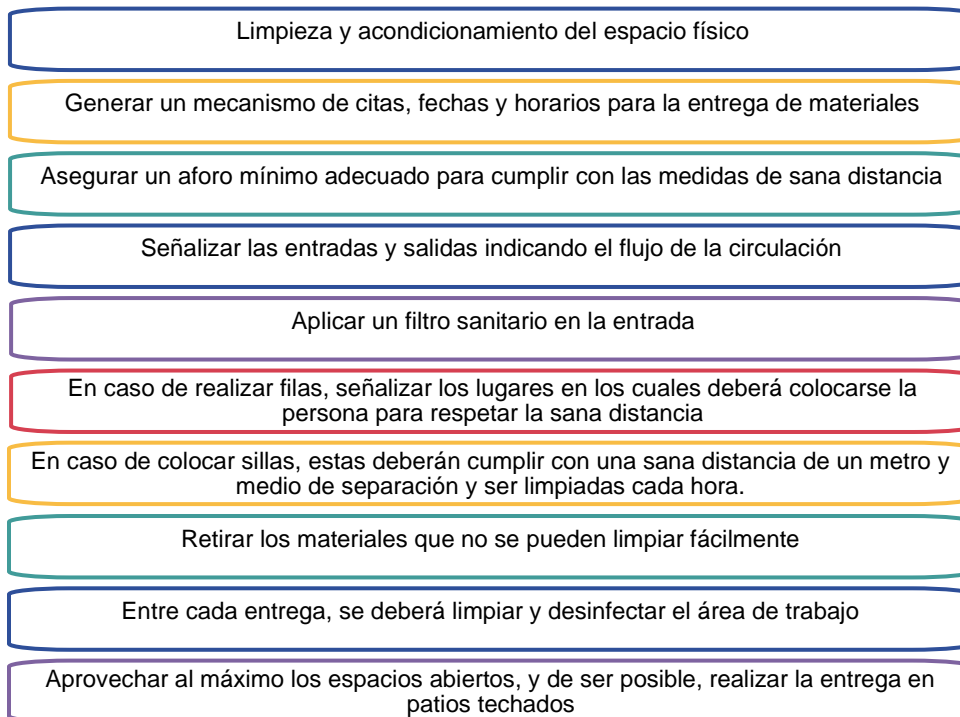 Limpieza y acondicionamiento del espacio físico
Generar un mecanismo de citas, fechas y horarios para la entrega de materiales
Asegurar un aforo mínimo adecuado para cumplir con las medidas de sana distancia
Señalizar las entradas y salidas indicando el flujo de la circulación
Aplicar un filtro sanitario en la entrada
En caso de realizar filas, señalizar los lugares en los cuales deberá colocarse la
persona para respetar la sana distancia
En caso de colocar sillas, estas deberán cumplir con una sana distancia de un metro y
medio de separación y ser limpiadas cada hora.
Retirar los materiales que no se pueden limpiar fácilmente
Entre cada entrega, se deberá limpiar y desinfectar el área de trabajo
Aprovechar al máximo los espacios abiertos, y de ser posible, realizar la entrega en
patios techados